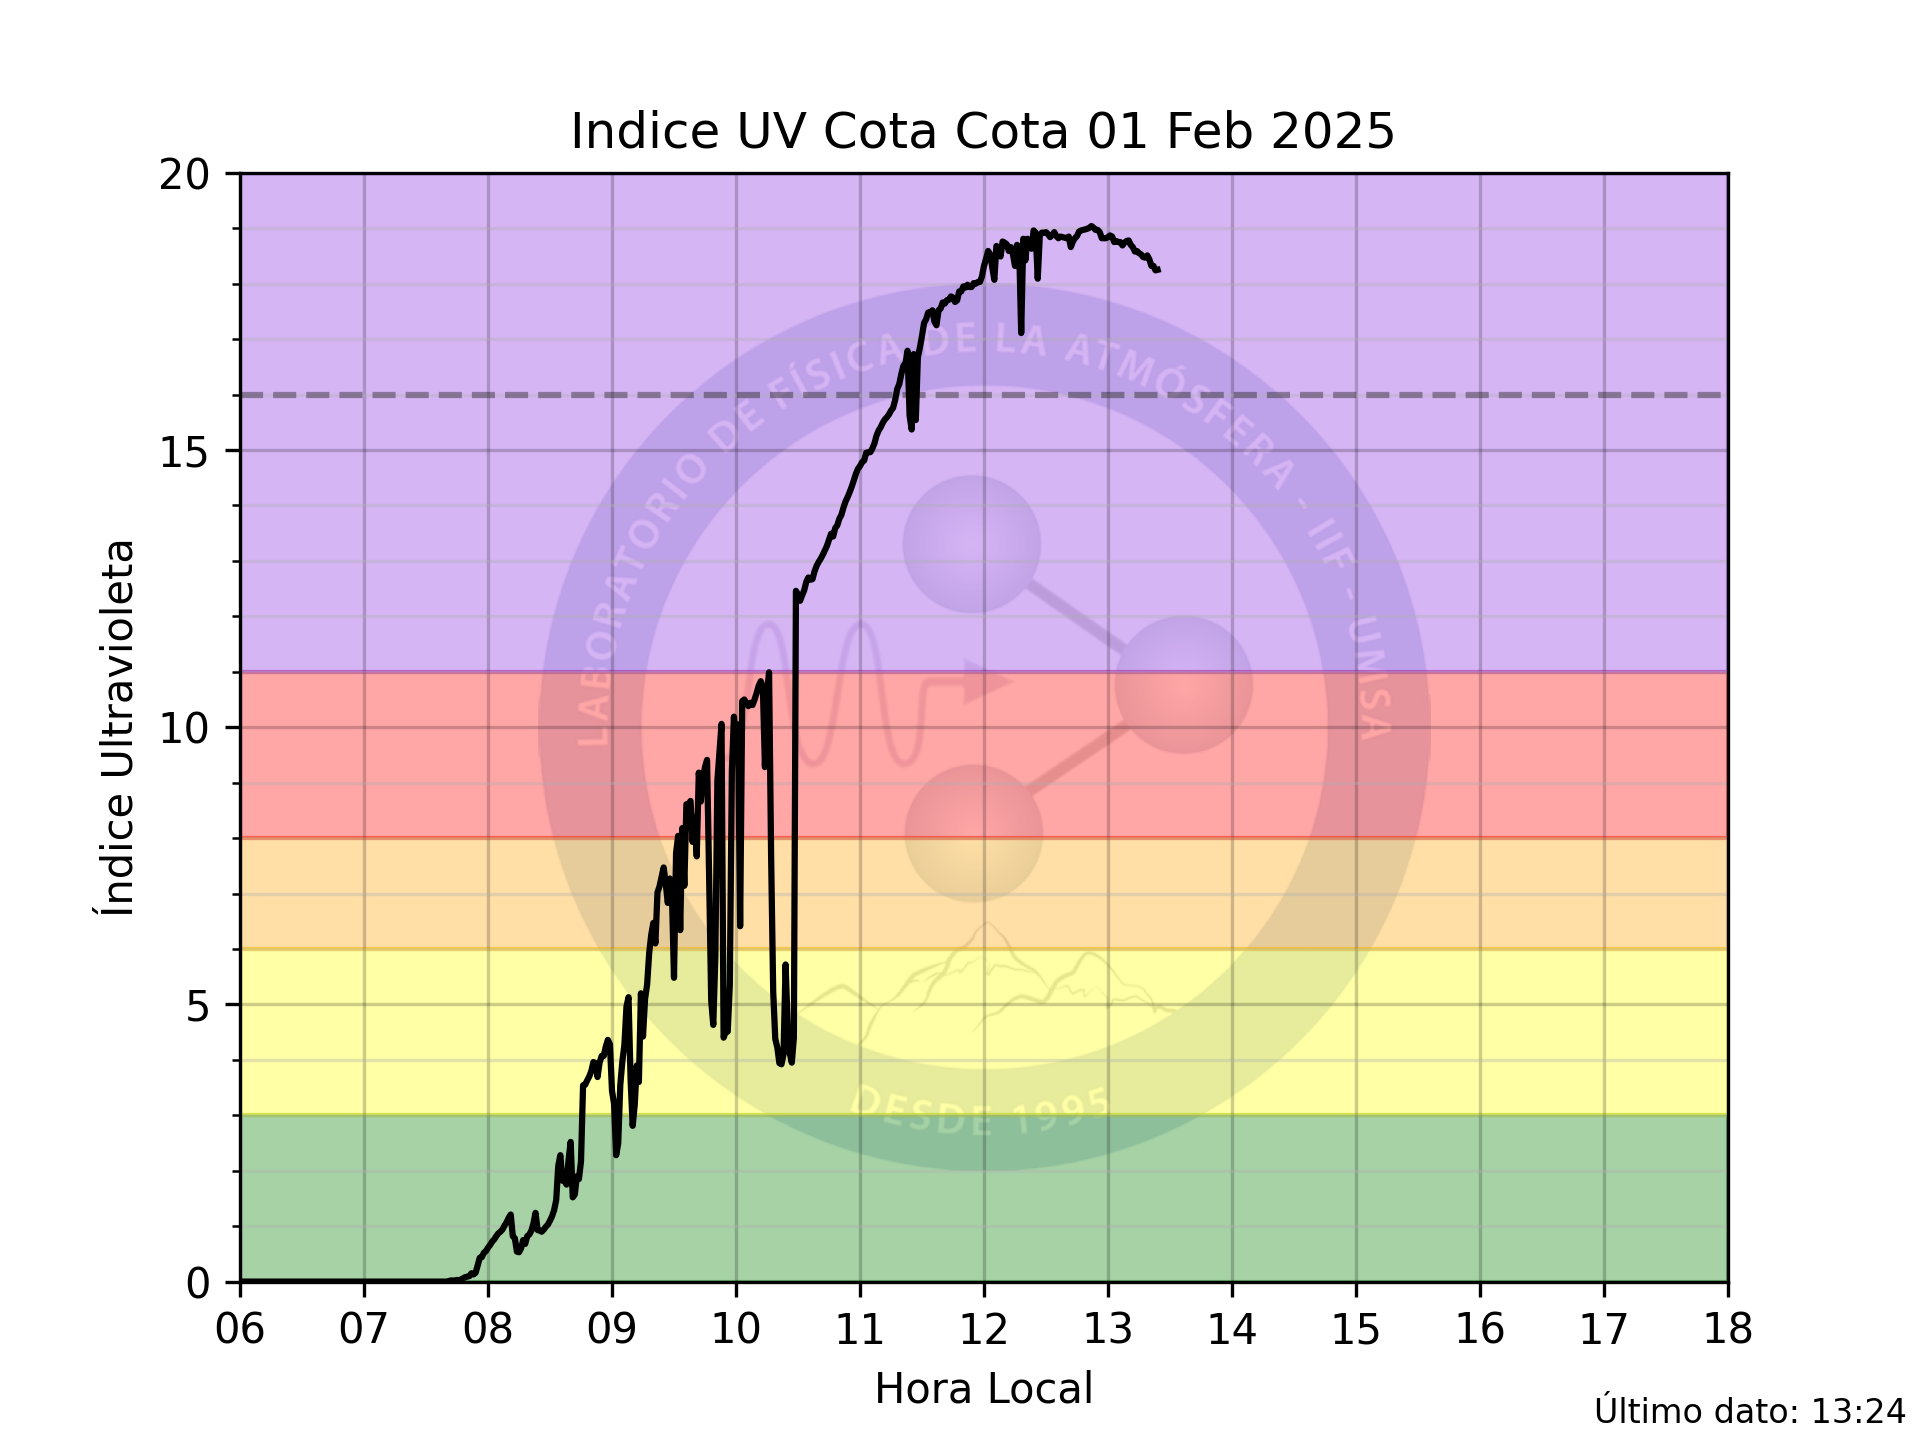 Indice UV Cota Cota 01 Feb 2025
20
15
10
5
0
Índice Ultravioleta
LABORATORIO DE FÍSICA DE LA ATMÓSFERA - IIF - UMSA
DESDE 1995
06 07 08 09 10 11 12 13 14 15 16 17 18
Hora Local
Último dato: 13:24